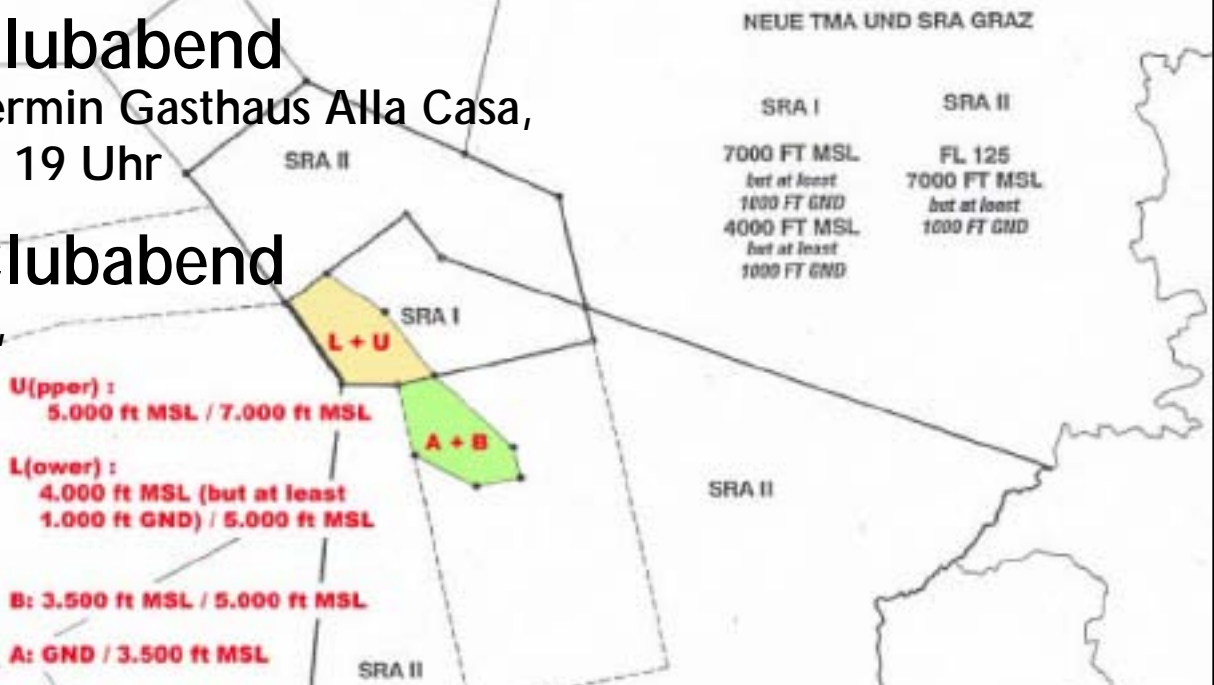 lubabend
ermin Gasthaus Alla Casa,
19 Uhr
lubabend
NEUE TMA UND SRA GRAZ
SRA I
7000 FT MSL
but at least
1000 FT GND
4000 FT MSL
but at least
1000 FT GND
SRA II
FL 125
7000 FT MSL
but at least
1000 FT GND
SRA II
SRA I
L + U
A + B
SRA II
SRA II
U(pper) :
5.000 ft MSL / 7.000 ft MSL
L(ower) :
4.000 ft MSL (but at least
1.000 ft GND) / 5.000 ft MSL
B: 3.500 ft MSL / 5.000 ft MSL
A: GND / 3.500 ft MSL